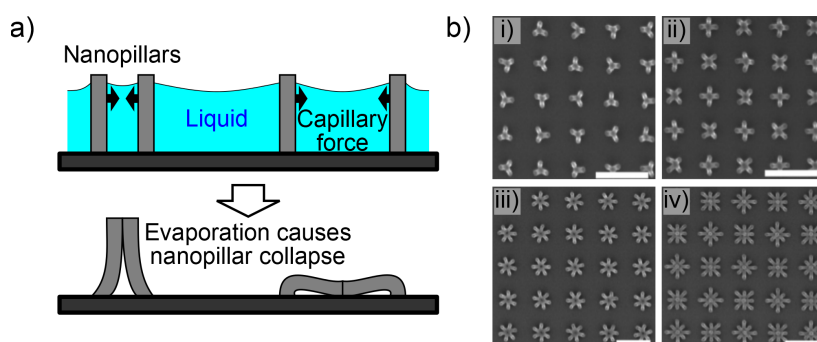 a)
Nanopillars
Liquid
Capillary
force
Evaporation causes
nanopillar collapse
b)
i)
ii)
iii)
iv)